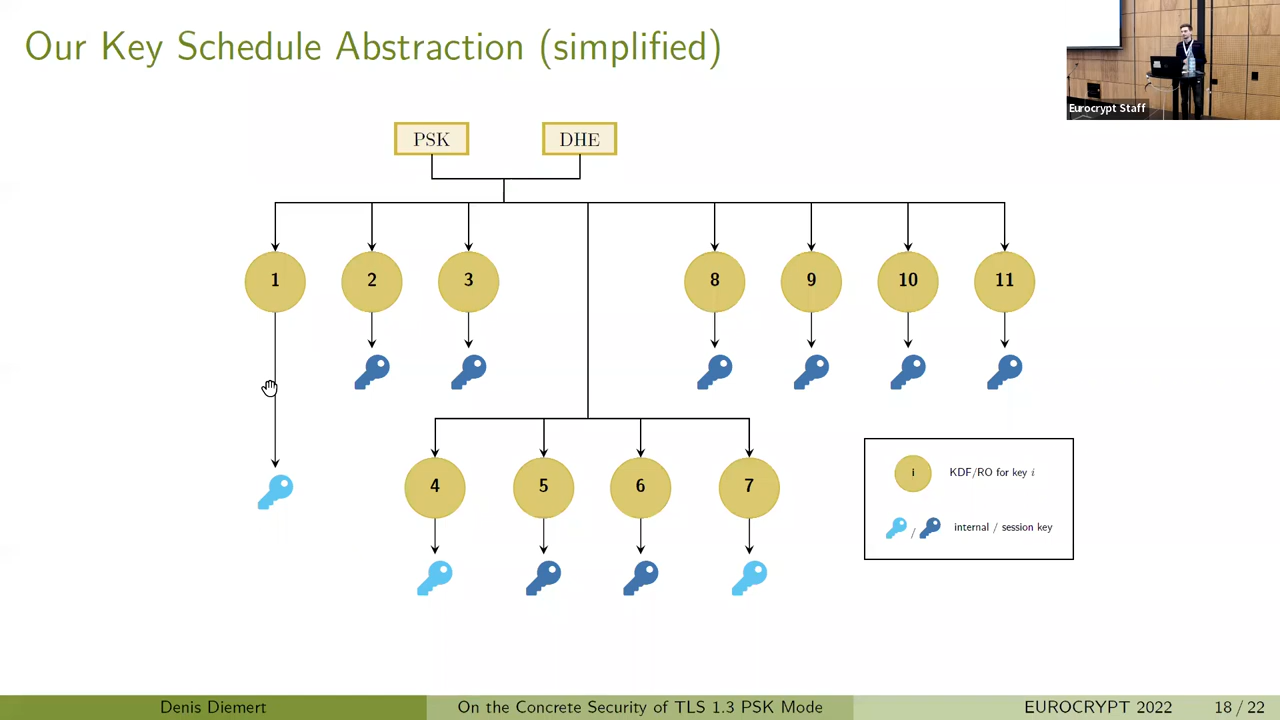 Our Key Schedule Abstraction (simplified)
Eurocrypt Staff
PSK
DHE
1
2
3
8
9
10
11
4
5
6
7
i
KDF/RO for key i
/
internal / session key
Denis Diemert
On the Concrete Security of TLS 1.3 PSK Mode
EUROCRYPT 2022
18 / 22